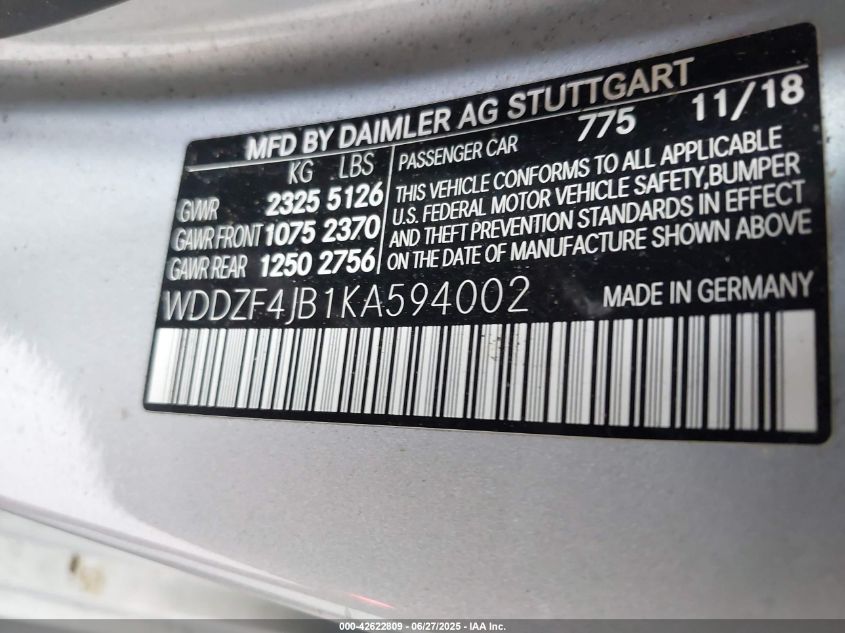 MFD BY DAIMLER AG STUTTGART
KG LBS
GVWR 2325 5126
GAWR FRONT 1075 2370
GAWR REAR 1250 2756
PASSENGER CAR 775 11/18
THIS VEHICLE CONFORMS TO ALL APPLICABLE
U.S. FEDERAL MOTOR VEHICLE SAFETY,BUMPER
AND THEFT PREVENTION STANDARDS IN EFFECT
ON THE DATE OF MANUFACTURE SHOWN ABOVE
WDDZF4JB1KA594002 MADE IN GERMANY
000-42622809 - 06/27/2025 - IAA Inc.